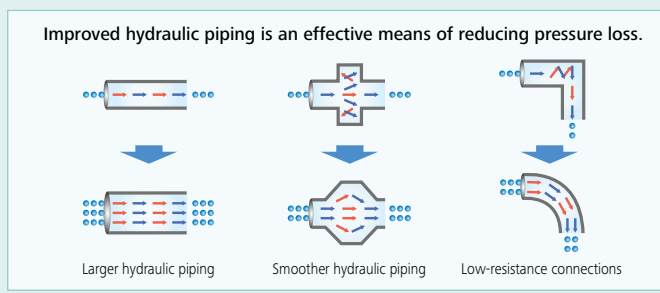 Improved hydraulic piping is an effective means of reducing pressure loss.
Larger hydraulic piping
Smoother hydraulic piping
Low-resistance connections